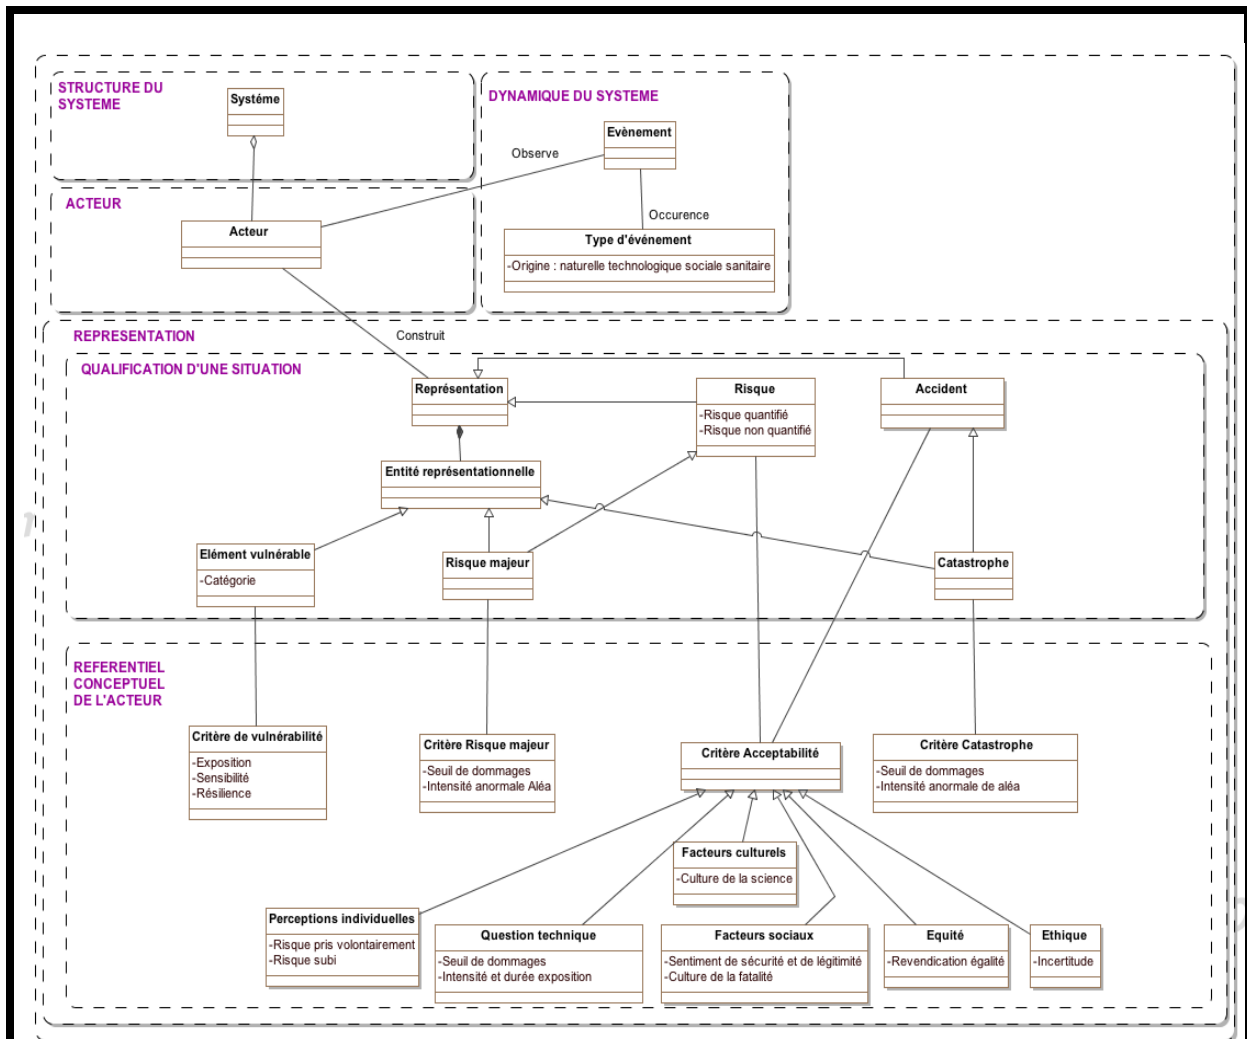 STRUCTURE DU
SYSTEME
Systéme
DYNAMIQUE DU SYSTEME
Evènement
Observe
ACTEUR
Acteur
Occurence
Type d'événement
-Origine : naturelle technologique sociale sanitaire
REPRESENTATION
Construit
QUALIFICATION D'UNE SITUATION
Représentation
Risque
-Risque quantifié
-Risque non quantifié
Accident
Entité représentationnelle
Elément vulnérable
-Catégorie
Risque majeur
Catastrophe
REFERENTIEL
CONCEPTUEL
DE L'ACTEUR
Critère de vulnérabilité
-Exposition
-Sensibilité
-Résilience
Critère Risque majeur
-Seuil de dommages
-Intensité anormale Aléa
Critère Acceptabilité
Critère Catastrophe
-Seuil de dommages
-Intensité anormale de aléa
Facteurs culturels
-Culture de la science
Perceptions individuelles
-Risque pris volontairement
-Risque subi
Question technique
-Seuil de dommages
-Intensité et durée exposition
Facteurs sociaux
-Sentiment de sécurité et de légitimité
-Culture de la fatalité
Equité
-Revendication égalité
Ethique
-Incertitude